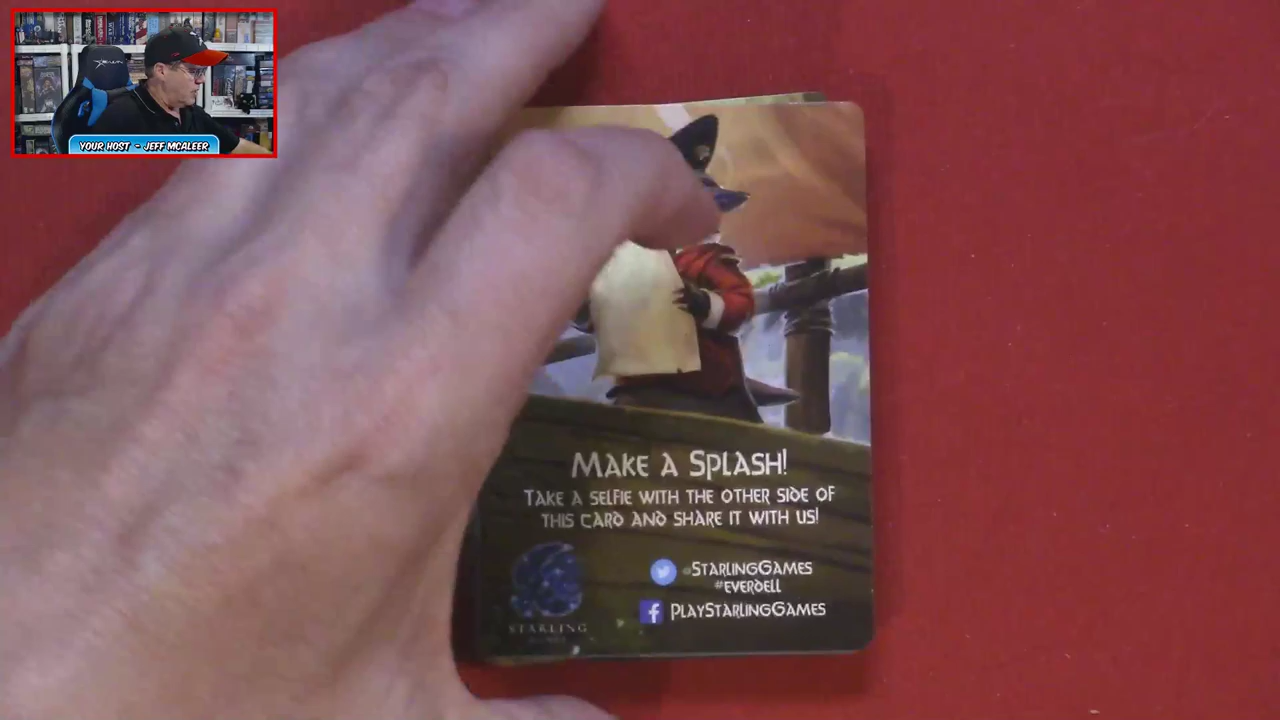 YOUR HOST - JEFF MCALEER
MAKE A SPLASH!
TAKE A SELFIE WITH THE OTHER SIDE OF
THIS CARD AND SHARE IT WITH US!
@STARLINGGAMES
#EVERDELL
PLAYSTARLINGGAMES
STARLING